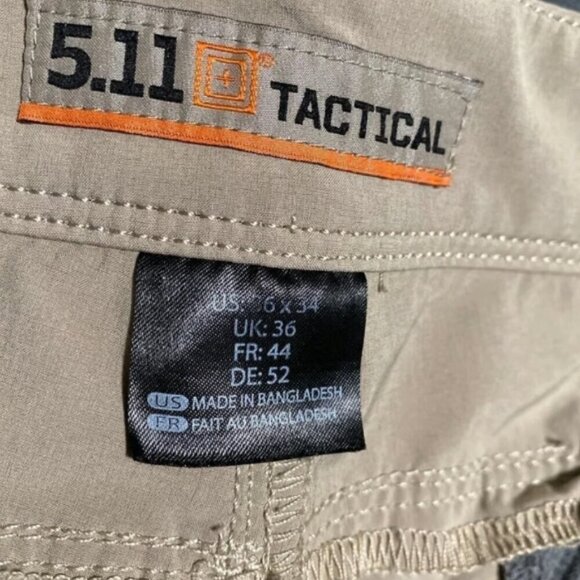 5.11® TACTICAL
US: 6 x 34
UK: 36
FR: 44
DE: 52
US MADE IN BANGLADESH
FR FAIT AU BANGLADESH